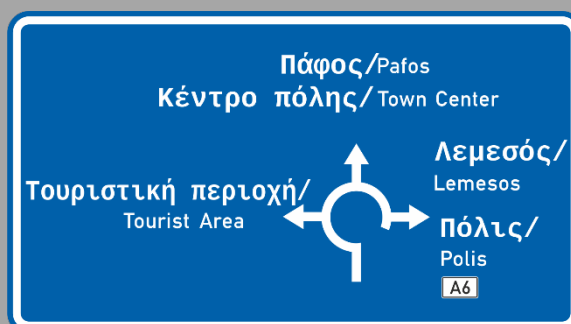 Πάφος/Pafos
Κέντρο πόλης/Town Center
Τουριστική περιοχή/
Tourist Area
Λεμεσός/
Lemesos
Πόλις/
Polis
A6